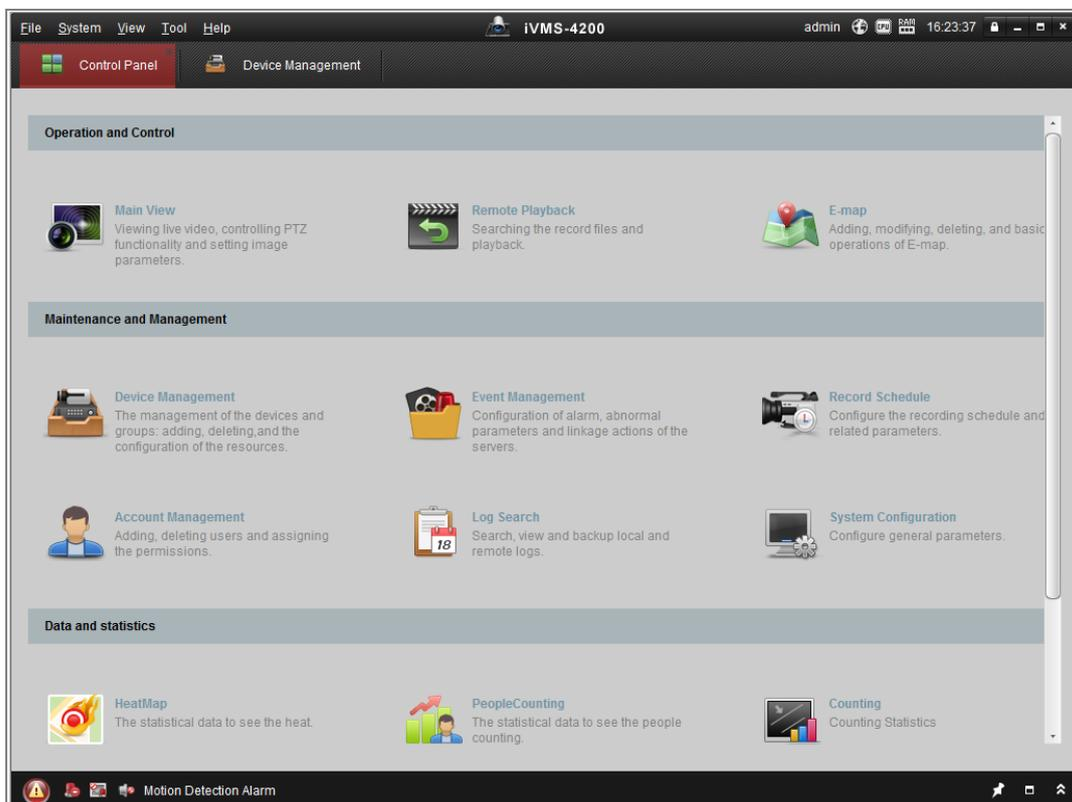 File System View Tool Help iVMS-4200 admin CPU RAM 16:23:37
Control Panel Device Management
Operation and Control
Main View
Viewing live video, controlling PTZ
functionality and setting image
parameters.
Remote Playback
Searching the record files and
playback.
E-map
Adding, modifying, deleting, and basic
operations of E-map.
Maintenance and Management
Device Management
The management of the devices and
groups: adding, deleting,and the
configuration of the resources.
Event Management
Configuration of alarm, abnormal
parameters and linkage actions of the
servers.
Record Schedule
Configure the recording schedule and
related parameters.
Account Management
Adding, deleting users and assigning
the permissions.
Log Search
Search, view and backup local and
remote logs.
18
System Configuration
Configure general parameters.
Data and statistics
HeatMap
The statistical data to see the heat.
PeopleCounting
The statistical data to see the people
counting.
Counting
Counting Statistics
Motion Detection Alarm